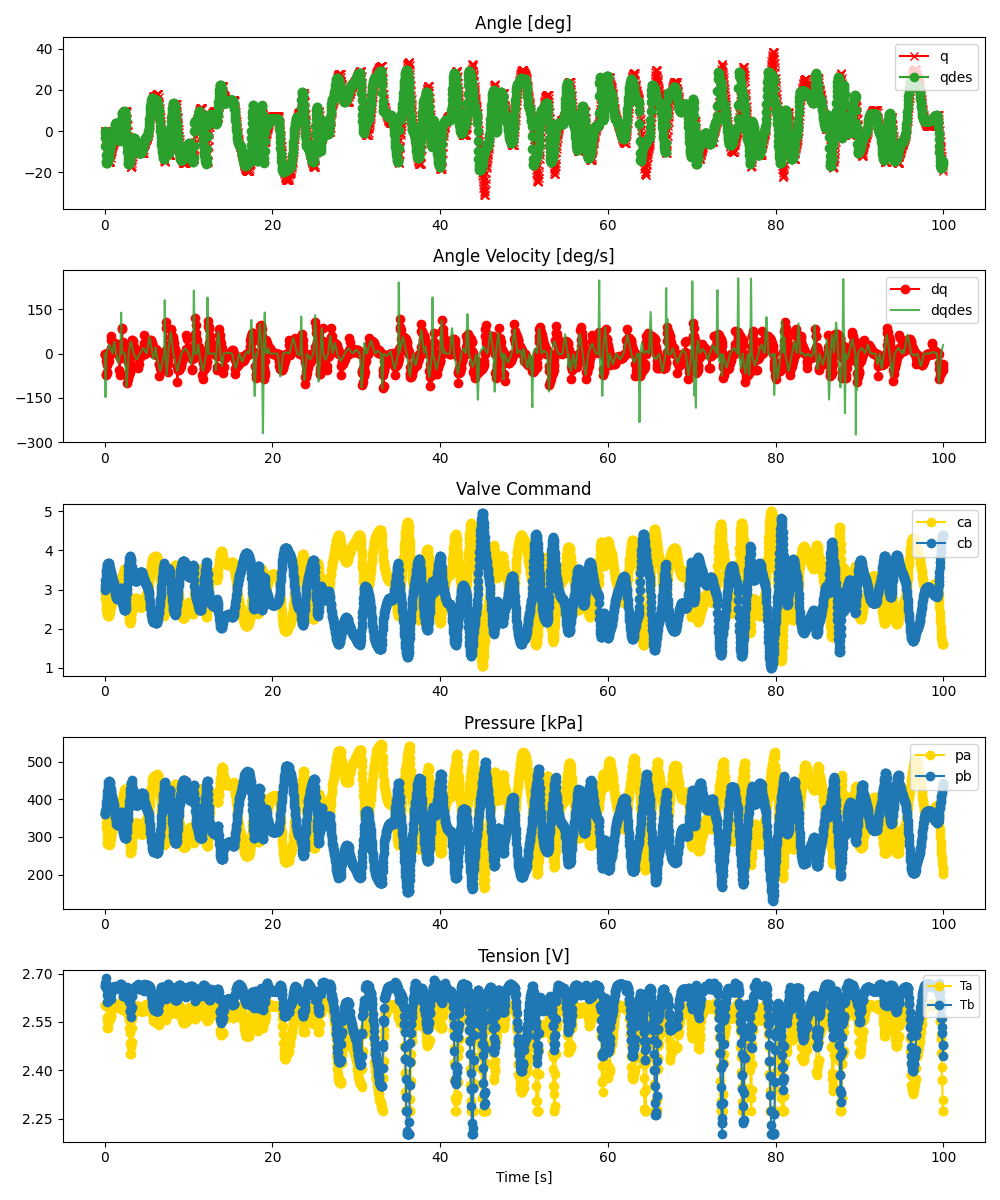 Angle [deg]
40
20
0
−20
q
qdes
0 20 40 60 80 100
Angle Velocity [deg/s]
150
0
−150
−300
dq
dqdes
0 20 40 60 80 100
Valve Command
5
4
3
2
1
ca
cb
0 20 40 60 80 100
Pressure [kPa]
500
400
300
200
pa
pb
0 20 40 60 80 100
Tension [V]
2.70
2.55
2.40
2.25
Ta
Tb
0 20 40 60 80 100
Time [s]